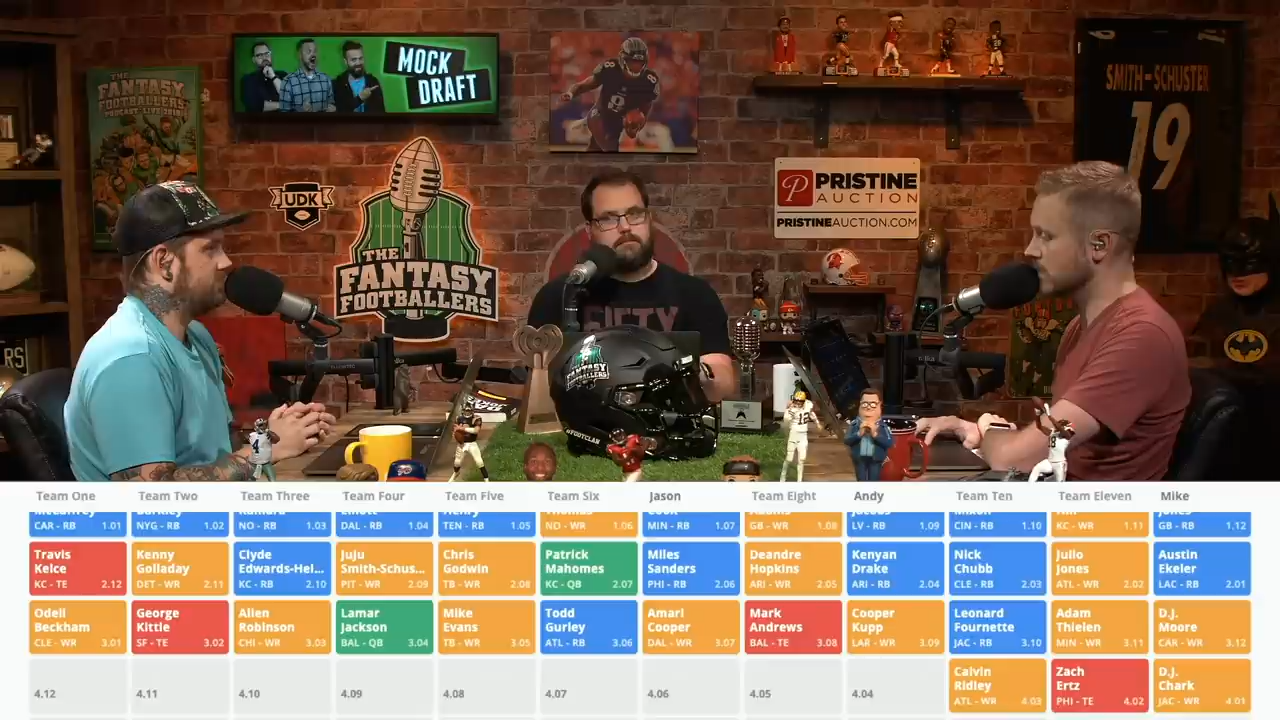 THE
FANTASY
FOOTBALLERS
MOCK
DRAFT
8
SMITH-SCHUSTER
19
UDK
THE
FANTASY
FOOTBALLERS
P PRISTINE
AUCTION
PRISTINEAUCTION.COM
FIFTY
RS
FANTASY
FOOTBALLERS
#FOOTCLAN
4
12
Team One Team Two Team Three Team Four Team Five Team Six Jason Team Eight Andy Team Ten Team Eleven Mike
CAR - RB 1.01 NYG - RB 1.02 NO - RB 1.03 DAL - RB 1.04 TEN - RB 1.05 NO - WR 1.06 MIN - RB 1.07 GB - WR 1.08 LV - RB 1.09 CIN - RB 1.10 KC - WR 1.11 GB - RB 1.12
Travis Kenny Clyde Juju Chris Patrick Miles Deandre Kenyan Nick Julio Austin
Kelce Golladay Edwards-Hel... Smith-Schus... Godwin Mahomes Sanders Hopkins Drake Chubb Jones Ekeler
KC - TE 2.12 DET - WR 2.11 KC - RB 2.10 PIT - WR 2.09 TB - WR 2.08 KC - QB 2.07 PHI - RB 2.06 ARI - WR 2.05 ARI - RB 2.04 CLE - RB 2.03 ATL - WR 2.02 LAC - RB 2.01
Odell George Allen Lamar Mike Todd Amari Mark Cooper Leonard Adam D.J.
Beckham Kittle Robinson Jackson Evans Gurley Cooper Andrews Kupp Fournette Thielen Moore
CLE - WR 3.01 SF - TE 3.02 CHI - WR 3.03 BAL - QB 3.04 TB - WR 3.05 ATL - RB 3.06 DAL - WR 3.07 BAL - TE 3.08 LAR - WR 3.09 JAC - RB 3.10 MIN - WR 3.11 CAR - WR 3.12
Calvin Zach D.J.
4.12 4.11 4.10 4.09 4.08 4.07 4.06 4.05 4.04 Ridley Ertz Chark
ATL - WR 4.03 PHI - TE 4.02 JAC - WR 4.01